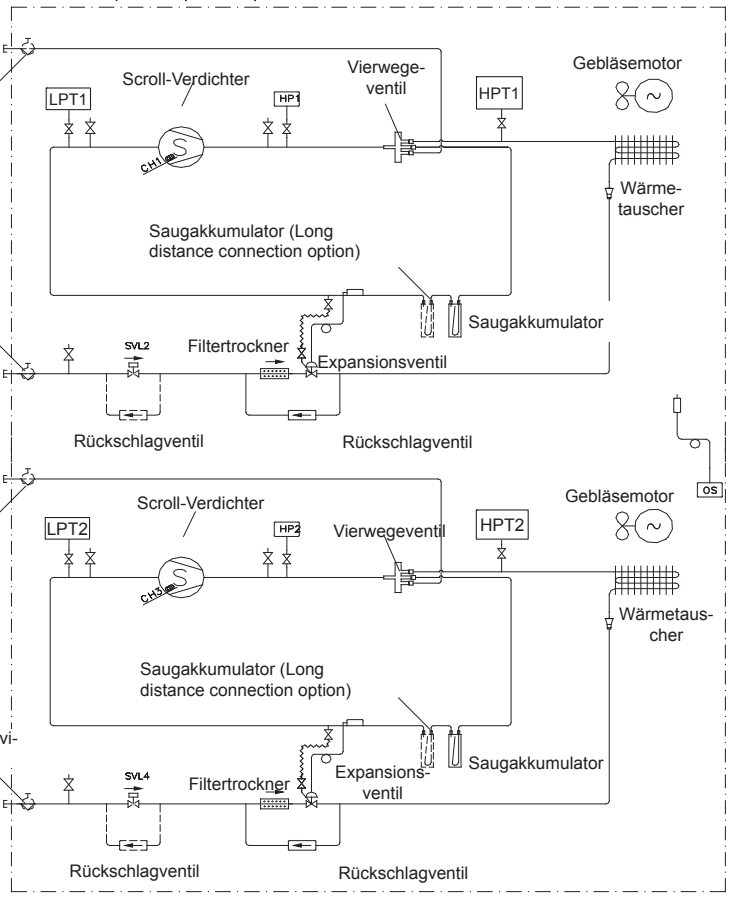 Scroll-Verdichter
Vierwege-
ventil
Gebläsemotor
LPT1
HP1
HPT1
CH1
S
Wärme-
tauscher
Saugakkumulator (Long
distance connection option)
Saugakkumulator
SVL2
Filtertrockner
Expansionsventil
Rückschlagventil
Rückschlagventil
OS
Scroll-Verdichter
Vierwegeventil
Gebläsemotor
LPT2
HP2
HPT2
CH3
S
Wärmetaus-
cher
Saugakkumulator (Long
distance connection option)
vi-
Saugakkumulator
SVL4
Filtertrockner
Expansions-
ventil
Rückschlagventil
Rückschlagventil